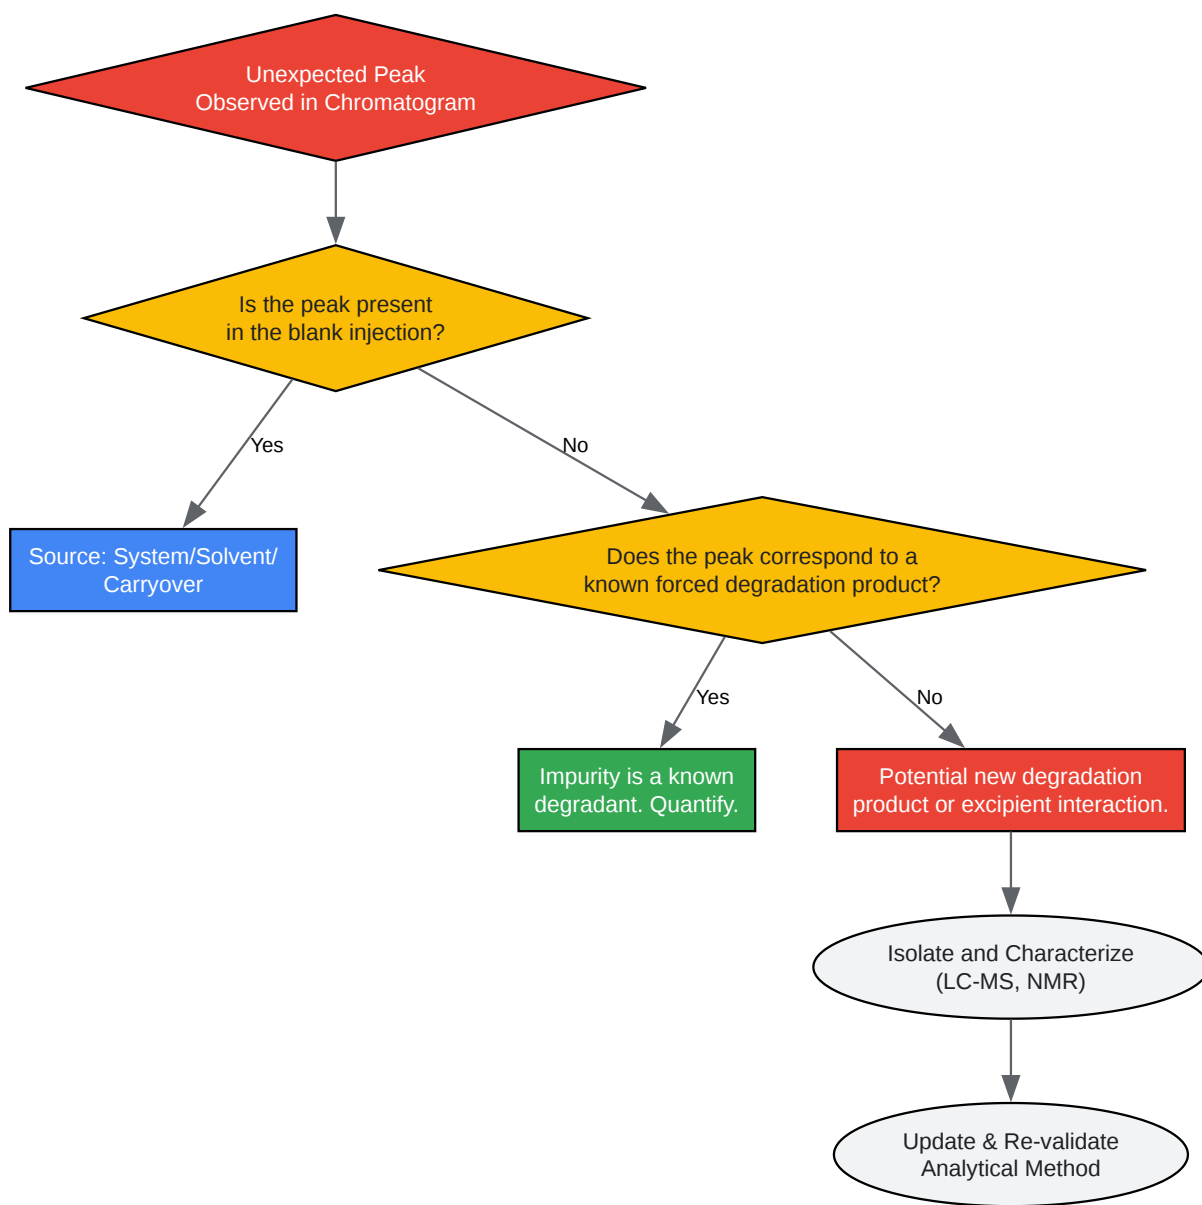 Unexpected Peak
Observed in Chromatogram
Is the peak present
in the blank injection?
Yes
No
Source: System/Solvent/
Carryover
Does the peak correspond to a
known forced degradation product?
Yes
No
Impurity is a known
degradant. Quantify.
Potential new degradation
product or excipient interaction.
Isolate and Characterize
(LC-MS, NMR)
Update & Re-validate
Analytical Method